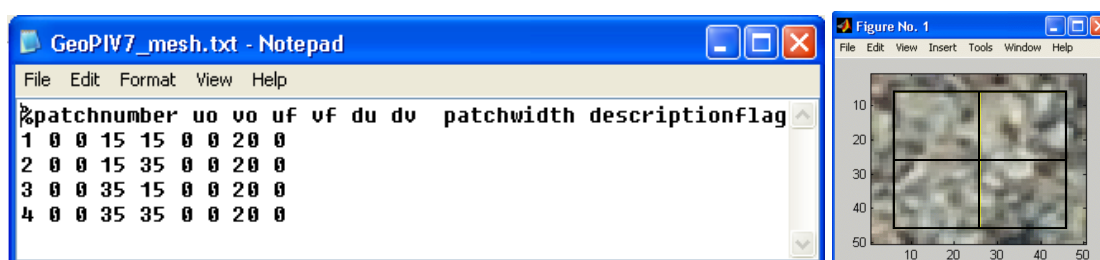 GeoPIV7_mesh.txt - Notepad
File Edit Format View Help
%patchnumber uo vo uf vf du dv patchwidth descriptionflag
1 0 0 15 15 0 0 20 0
2 0 0 15 35 0 0 20 0
3 0 0 35 15 0 0 20 0
4 0 0 35 35 0 0 20 0
Figure No. 1
File Edit View Insert Tools Window Help
10
20
30
40
50
10 20 30 40 50